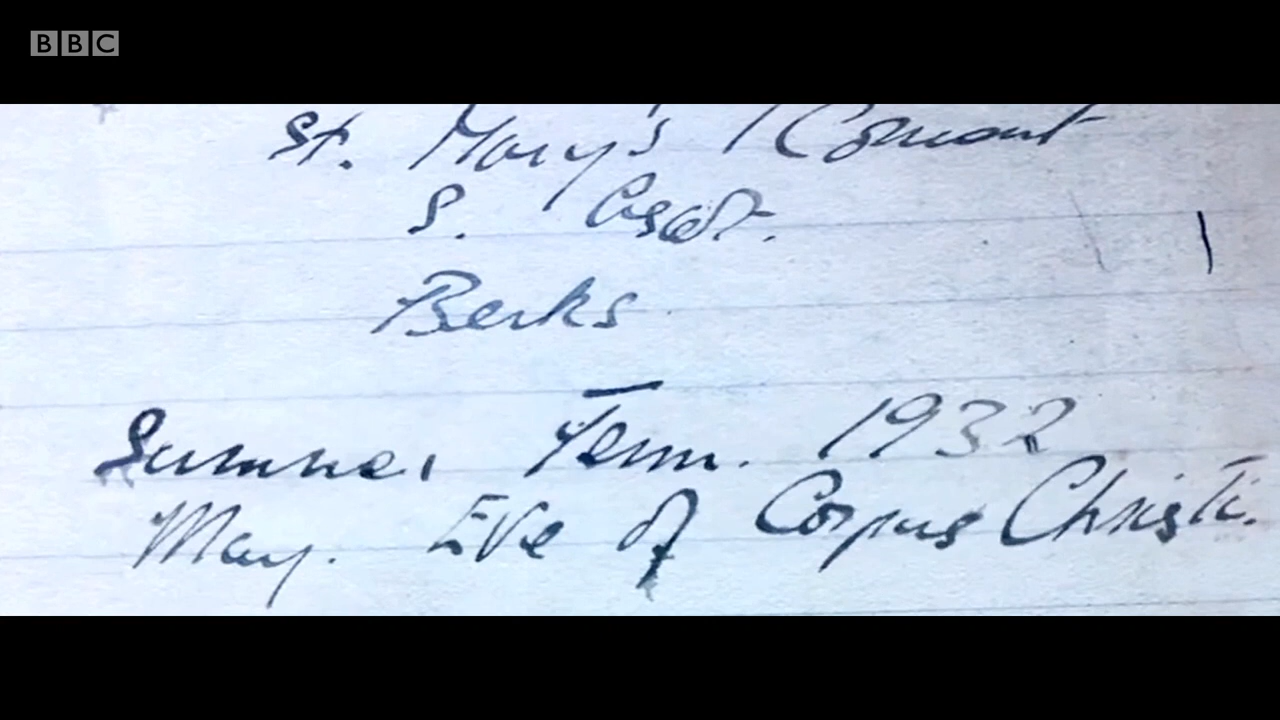 BBC
St. Mary's Convent
S. Ascot.
Berks
Summer Term. 1932
May. Eve of Corpus Christi.